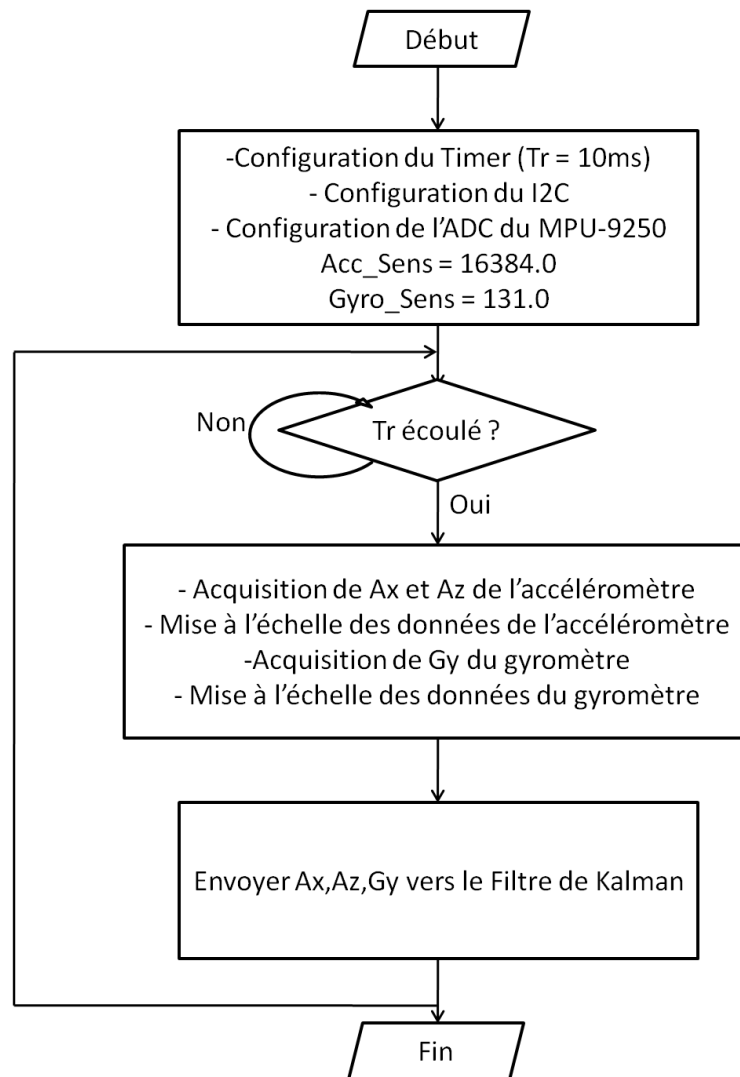 Début
-Configuration du Timer (Tr = 10ms)
- Configuration du I2C
- Configuration de l'ADC du MPU-9250
Acc_Sens = 16384.0
Gyro_Sens = 131.0
Non
Tr écoulé ?
Oui
- Acquisition de Ax et Az de l'accéléromètre
- Mise à l'échelle des données de l'accéléromètre
-Acquisition de Gy du gyromètre
- Mise à l'échelle des données du gyromètre
Envoyer Ax,Az,Gy vers le Filtre de Kalman
Fin